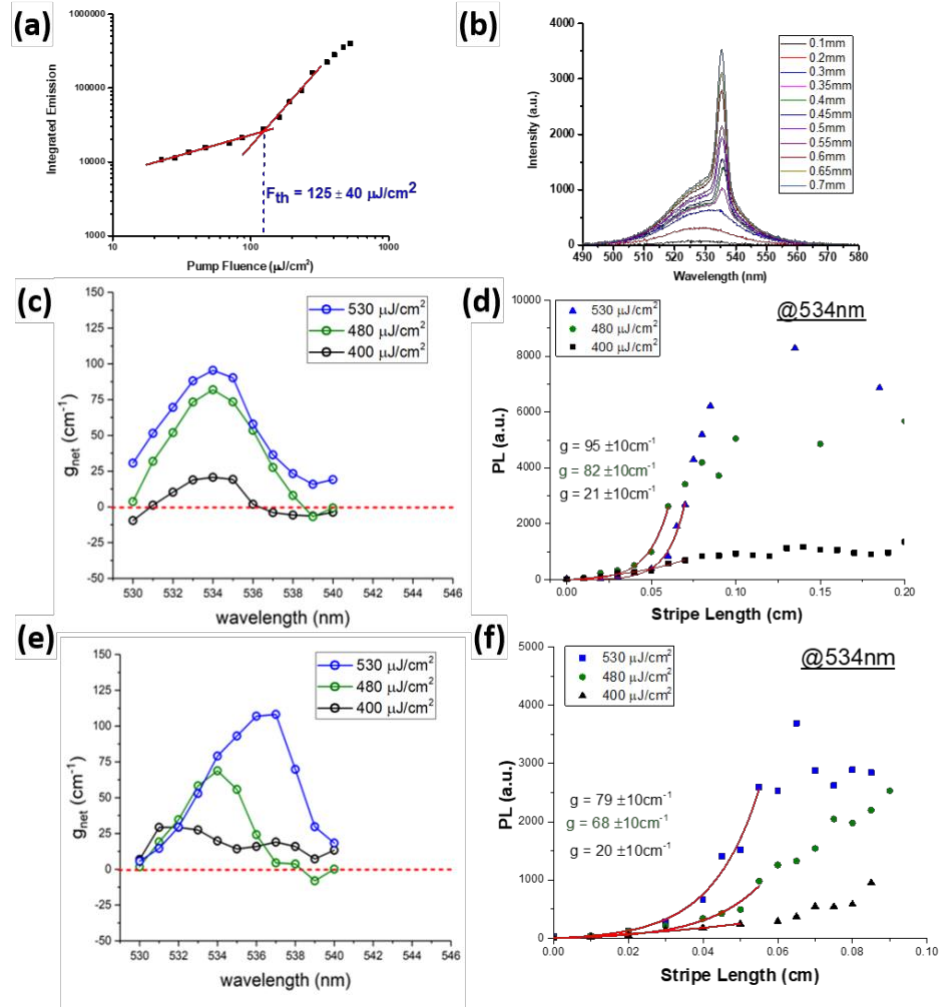 (a)
1000000
100000
10000
1000
10
100
1000
Integrated Emission
Pump Fluence (μJ/cm²)
Fth = 125 ± 40 μJ/cm²
(b)
4000
3000
2000
1000
0
490 500 510 520 530 540 550 560 570 580
Intensity (a.u.)
Wavelength (nm)
0.1mm
0.2mm
0.3mm
0.35mm
0.4mm
0.45mm
0.5mm
0.55mm
0.6mm
0.65mm
0.7mm
(c)
150
125
100
75
50
25
0
-25
-50
530 532 534 536 538 540 542 544 546
gnet (cm-1)
wavelength (nm)
530 μJ/cm²
480 μJ/cm²
400 μJ/cm²
(d)
10000
8000
6000
4000
2000
0
0.00 0.05 0.10 0.15 0.20
PL (a.u.)
Stripe Length (cm)
530 μJ/cm²
480 μJ/cm²
400 μJ/cm²
@534nm
g = 95 ±10cm-1
g = 82 ±10cm-1
g = 21 ±10cm-1
(e)
150
125
100
75
50
25
0
-25
-50
530 532 534 536 538 540 542 544 546
gnet (cm-1)
wavelength (nm)
530 μJ/cm²
480 μJ/cm²
400 μJ/cm²
(f)
5000
4000
3000
2000
1000
0
0.00 0.02 0.04 0.06 0.08 0.10
PL (a.u.)
Stripe Length (cm)
530 μJ/cm²
480 μJ/cm²
400 μJ/cm²
@534nm
g = 79 ±10cm-1
g = 68 ±10cm-1
g = 20 ±10cm-1